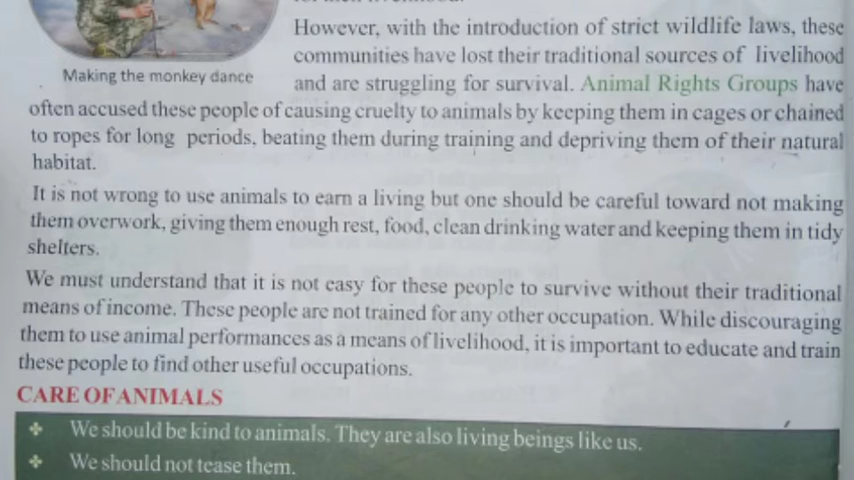 However, with the introduction of strict wildlife laws, these
communities have lost their traditional sources of livelihood
Making the monkey dance
and are struggling for survival. Animal Rights Groups have
often accused these people of causing cruelty to animals by keeping them in cages or chained
to ropes for long periods, beating them during training and depriving them of their natural
habitat.
It is not wrong to use animals to earn a living but one should be careful toward not making
them overwork, giving them enough rest, food, clean drinking water and keeping them in tidy
shelters.
We must understand that it is not easy for these people to survive without their traditional
means of income. These people are not trained for any other occupation. While discouraging
them to use animal performances as a means of livelihood, it is important to educate and train
these people to find other useful occupations.
CARE OF ANIMALS
We should be kind to animals. They are also living beings like us.
We should not tease them.